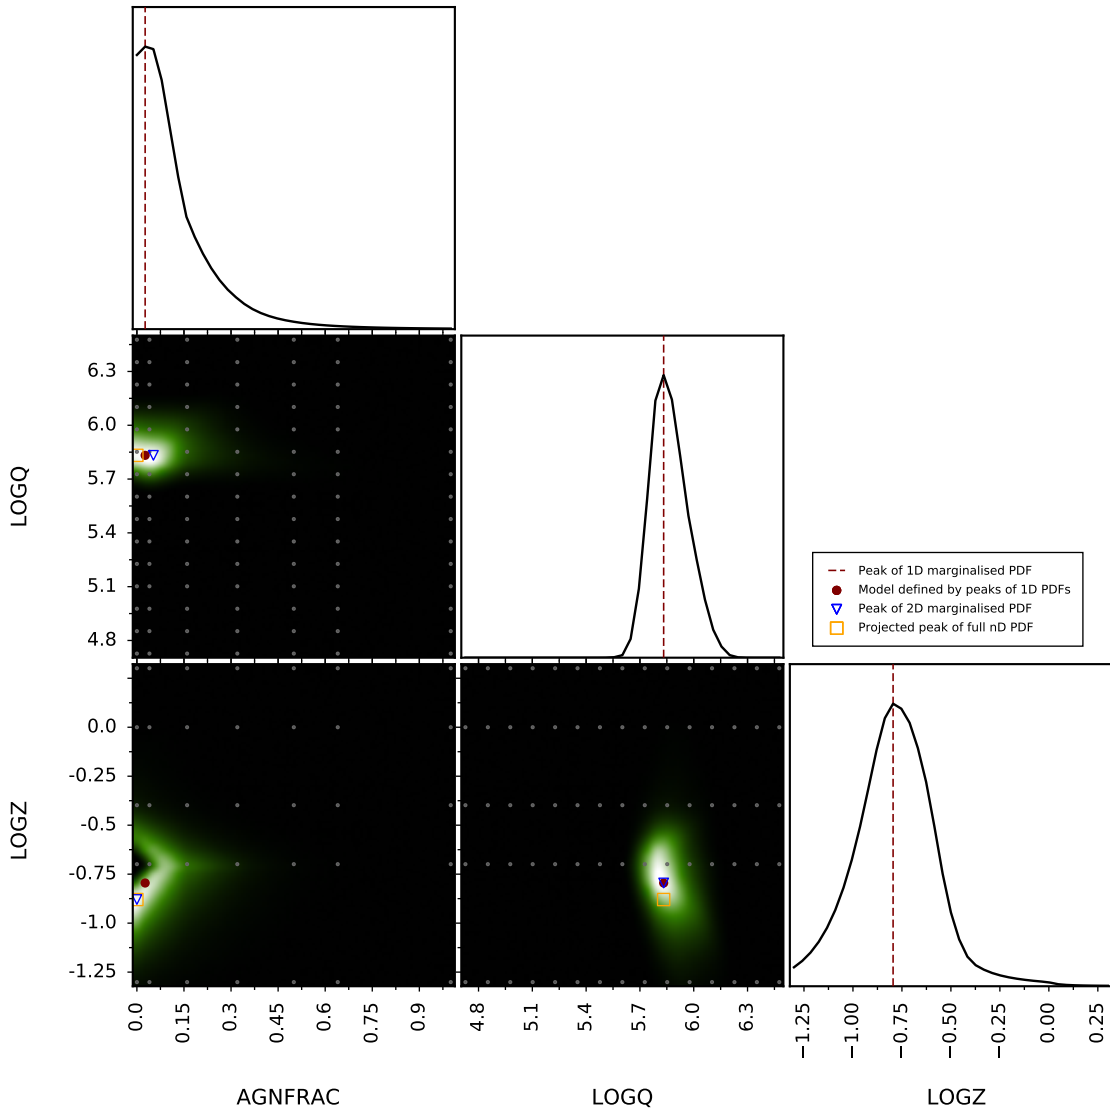 6.3
6.0
5.7
5.4
5.1
4.8
LOGQ
Peak of 1D marginalised PDF
Model defined by peaks of 1D PDFs
Peak of 2D marginalised PDF
Projected peak of full nD PDF
0.0
-0.25
-0.5
-0.75
-1.0
-1.25
LOGZ
0.0 0.15 0.3 0.45 0.6 0.75 0.9
4.8 5.1 5.4 5.7 6.0 6.3
−1.25 −1.00 −0.75 −0.50 −0.25 0.00 0.25
AGNFRAC LOGQ LOGZ